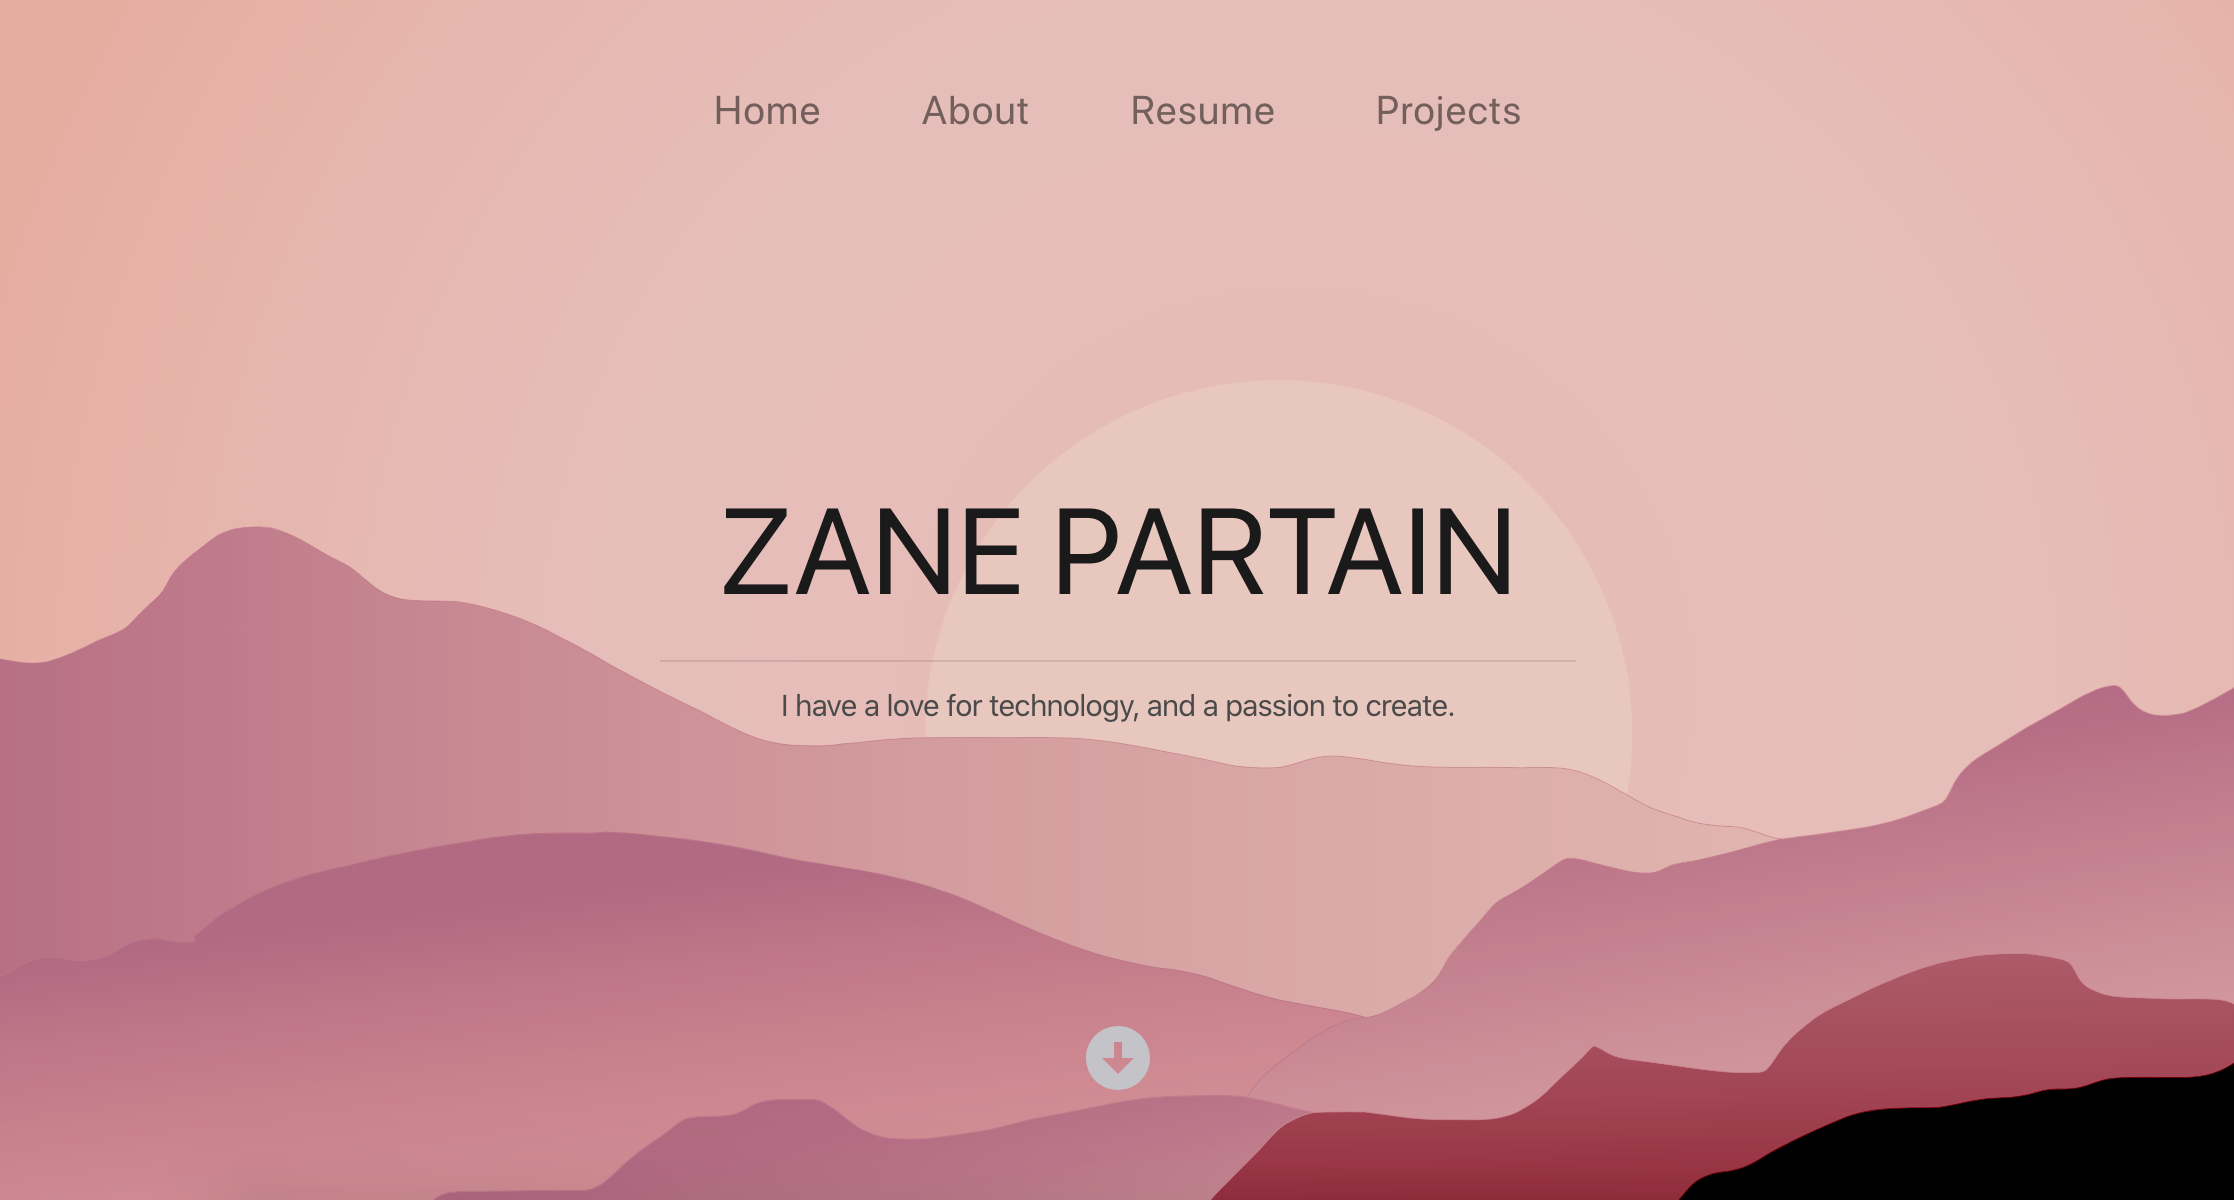 Home About Resume Projects
ZANE PARTAIN
I have a love for technology, and a passion to create.